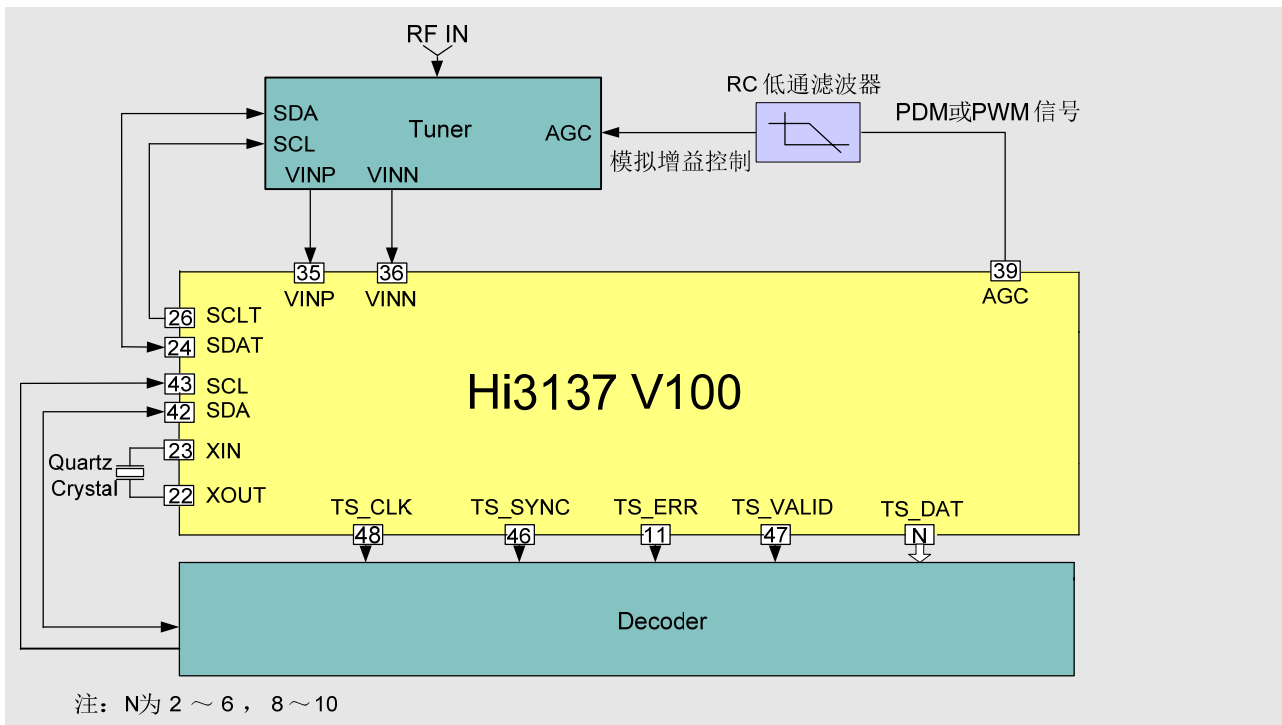 RF IN
RC 低通滤波器
PDM或PWM 信号
SDA
SCL
Tuner
AGC
VINP
VINN
模拟增益控制
35
36
39
VINP
VINN
AGC
26 SCLT
24 SDAT
43 SCL
42 SDA
23 XIN
22 XOUT
Quartz
Crystal
Hi3137 V100
TS_CLK
TS_SYNC
TS_ERR
TS_VALID
TS_DAT
48
46
11
47
N
Decoder
注：N为 2 ～ 6 ， 8～10